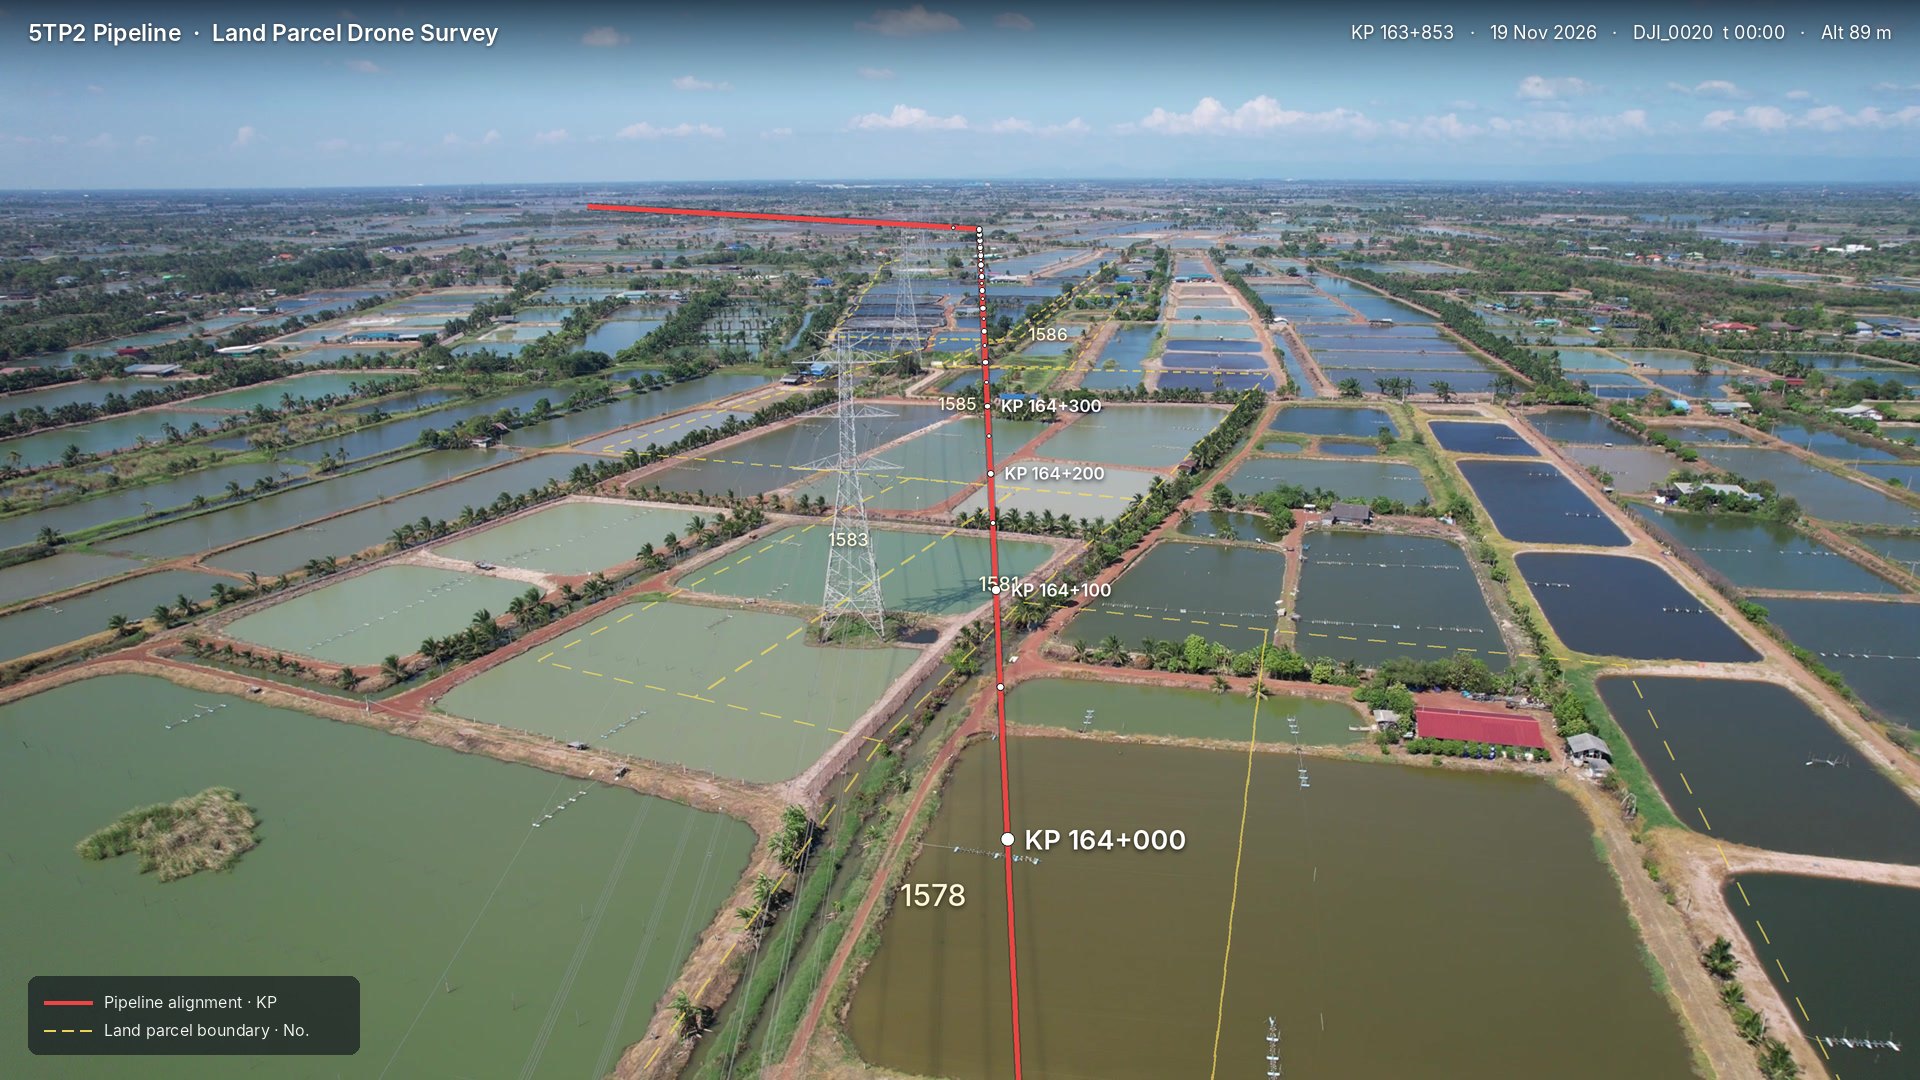 5TP2 Pipeline · Land Parcel Drone Survey
KP 163+853 · 19 Nov 2026 · DJI_0020 t 00:00 · Alt 89 m
1586
1585
KP 164+300
KP 164+200
1583
1581
KP 164+100
KP 164+000
1578
Pipeline alignment · KP
Land parcel boundary · No.